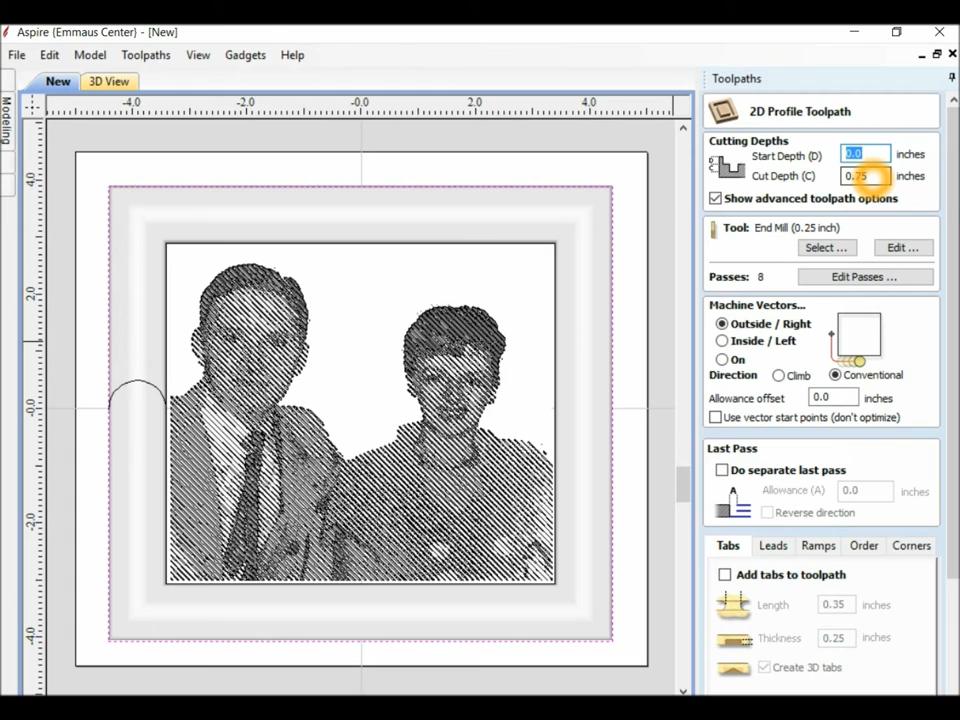 Aspire {Emmaus Center} - [New]
File Edit Model Toolpaths View Gadgets Help
New 3D View
Toolpaths
Modeling
-4.0 -2.0 -0.0 2.0 4.0
4.0
2.0
-0.0
-2.0
-4.0
2D Profile Toolpath
Cutting Depths
Start Depth (D) 0.0 inches
Cut Depth (C) 0.75 inches
Show advanced toolpath options
Tool: End Mill (0.25 inch)
Select ... Edit ...
Passes: 8 Edit Passes ...
Machine Vectors...
Outside / Right
Inside / Left
On
Direction Climb Conventional
Allowance offset 0.0 inches
Use vector start points (don't optimize)
Last Pass
Do separate last pass
A Allowance (A) 0.0 inches
Reverse direction
Tabs Leads Ramps Order Corners
Add tabs to toolpath
Length 0.35 inches
Thickness 0.25 inches
Create 3D tabs